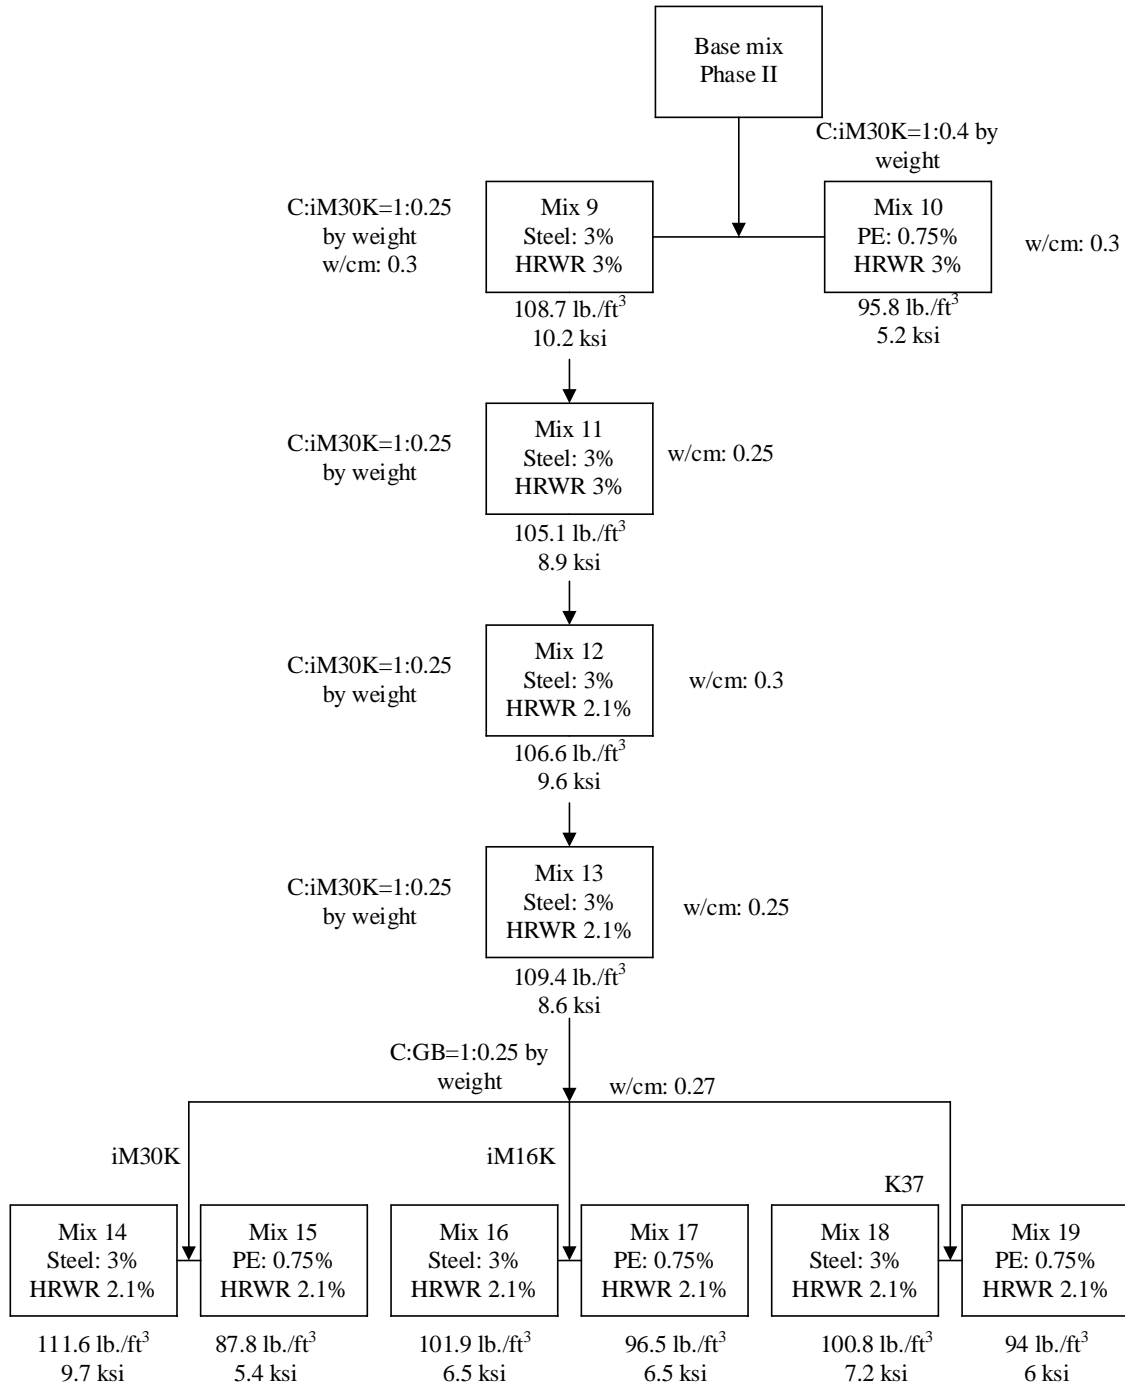 Base mix
Phase II
C:iM30K=1:0.4 by
weight
C:iM30K=1:0.25
by weight
w/cm: 0.3
Mix 9
Steel: 3%
HRWR 3%
108.7 lb./ft³
10.2 ksi
Mix 10
PE: 0.75%
HRWR 3%
95.8 lb./ft³
5.2 ksi
w/cm: 0.3
C:iM30K=1:0.25
by weight
Mix 11
Steel: 3%
HRWR 3%
w/cm: 0.25
105.1 lb./ft³
8.9 ksi
C:iM30K=1:0.25
by weight
Mix 12
Steel: 3%
HRWR 2.1%
w/cm: 0.3
106.6 lb./ft³
9.6 ksi
C:iM30K=1:0.25
by weight
Mix 13
Steel: 3%
HRWR 2.1%
w/cm: 0.25
109.4 lb./ft³
8.6 ksi
C:GB=1:0.25 by
weight
w/cm: 0.27
iM30K
iM16K
K37
Mix 14
Steel: 3%
HRWR 2.1%
111.6 lb./ft³
9.7 ksi
Mix 15
PE: 0.75%
HRWR 2.1%
87.8 lb./ft³
5.4 ksi
Mix 16
Steel: 3%
HRWR 2.1%
101.9 lb./ft³
6.5 ksi
Mix 17
PE: 0.75%
HRWR 2.1%
96.5 lb./ft³
6.5 ksi
Mix 18
Steel: 3%
HRWR 2.1%
100.8 lb./ft³
7.2 ksi
Mix 19
PE: 0.75%
HRWR 2.1%
94 lb./ft³
6 ksi